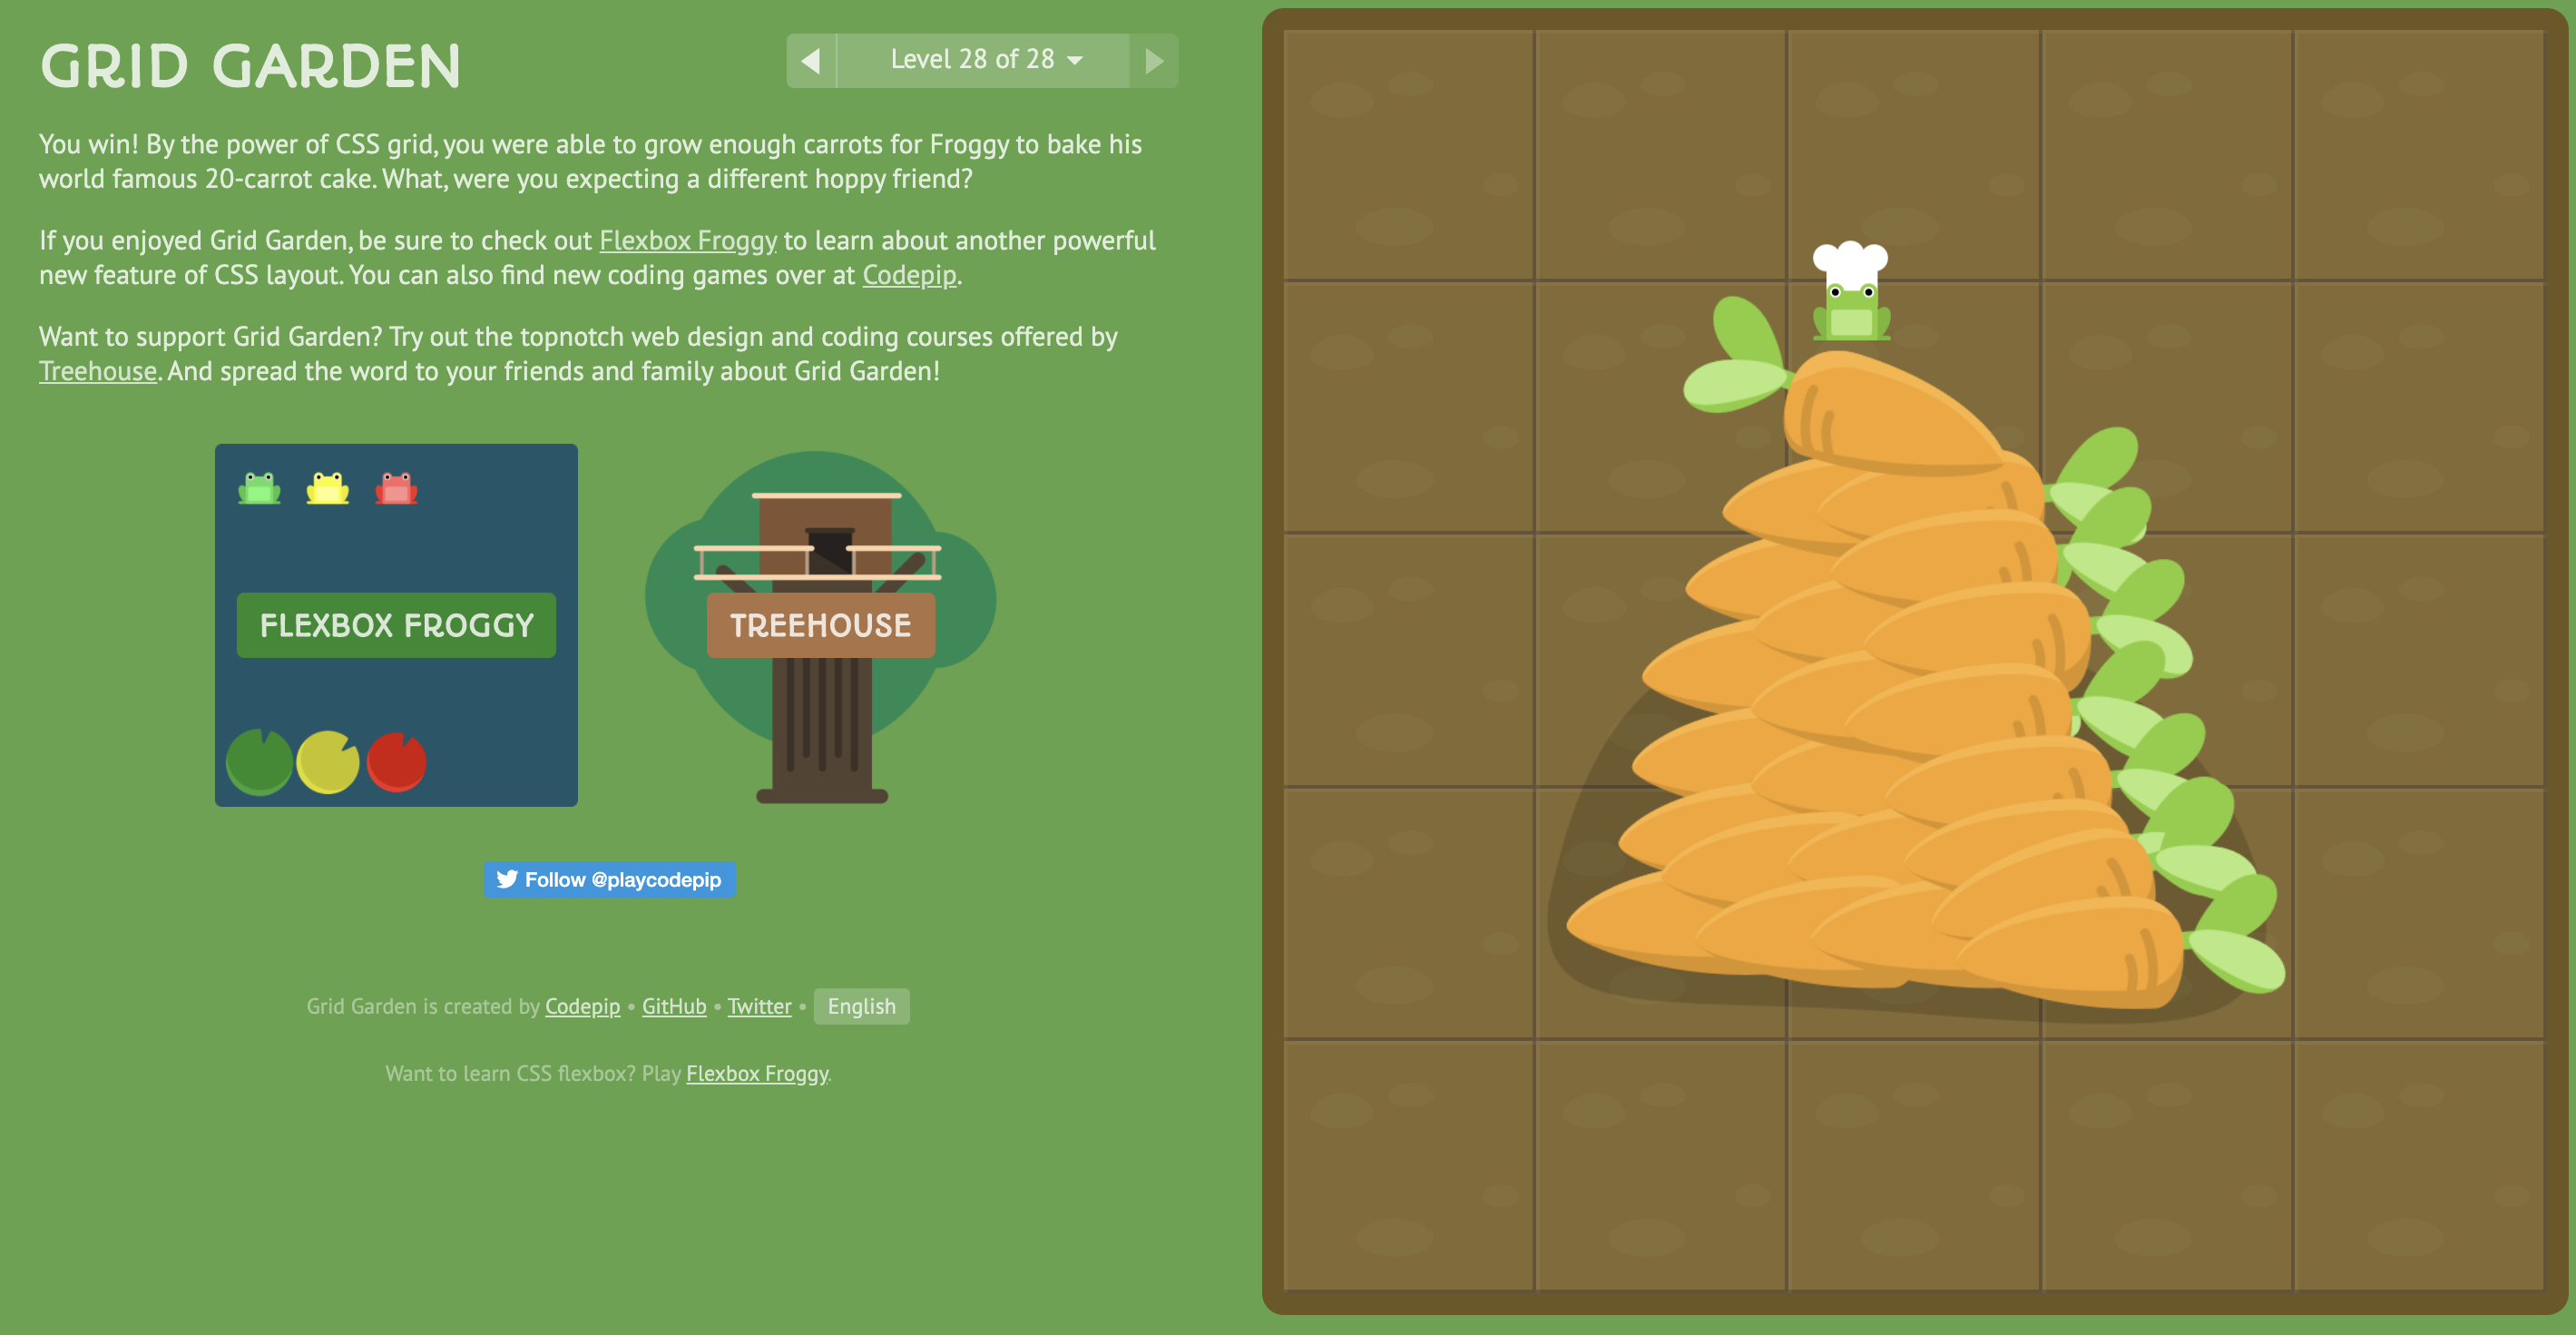 GRID GARDEN
Level 28 of 28
You win! By the power of CSS grid, you were able to grow enough carrots for Froggy to bake his
world famous 20-carrot cake. What, were you expecting a different hoppy friend?
If you enjoyed Grid Garden, be sure to check out Flexbox Froggy to learn about another powerful
new feature of CSS layout. You can also find new coding games over at Codepip.
Want to support Grid Garden? Try out the topnotch web design and coding courses offered by
Treehouse. And spread the word to your friends and family about Grid Garden!
FLEXBOX FROGGY
TREEHOUSE
Follow @playcodepip
Grid Garden is created by Codepip • GitHub • Twitter • English
Want to learn CSS flexbox? Play Flexbox Froggy.